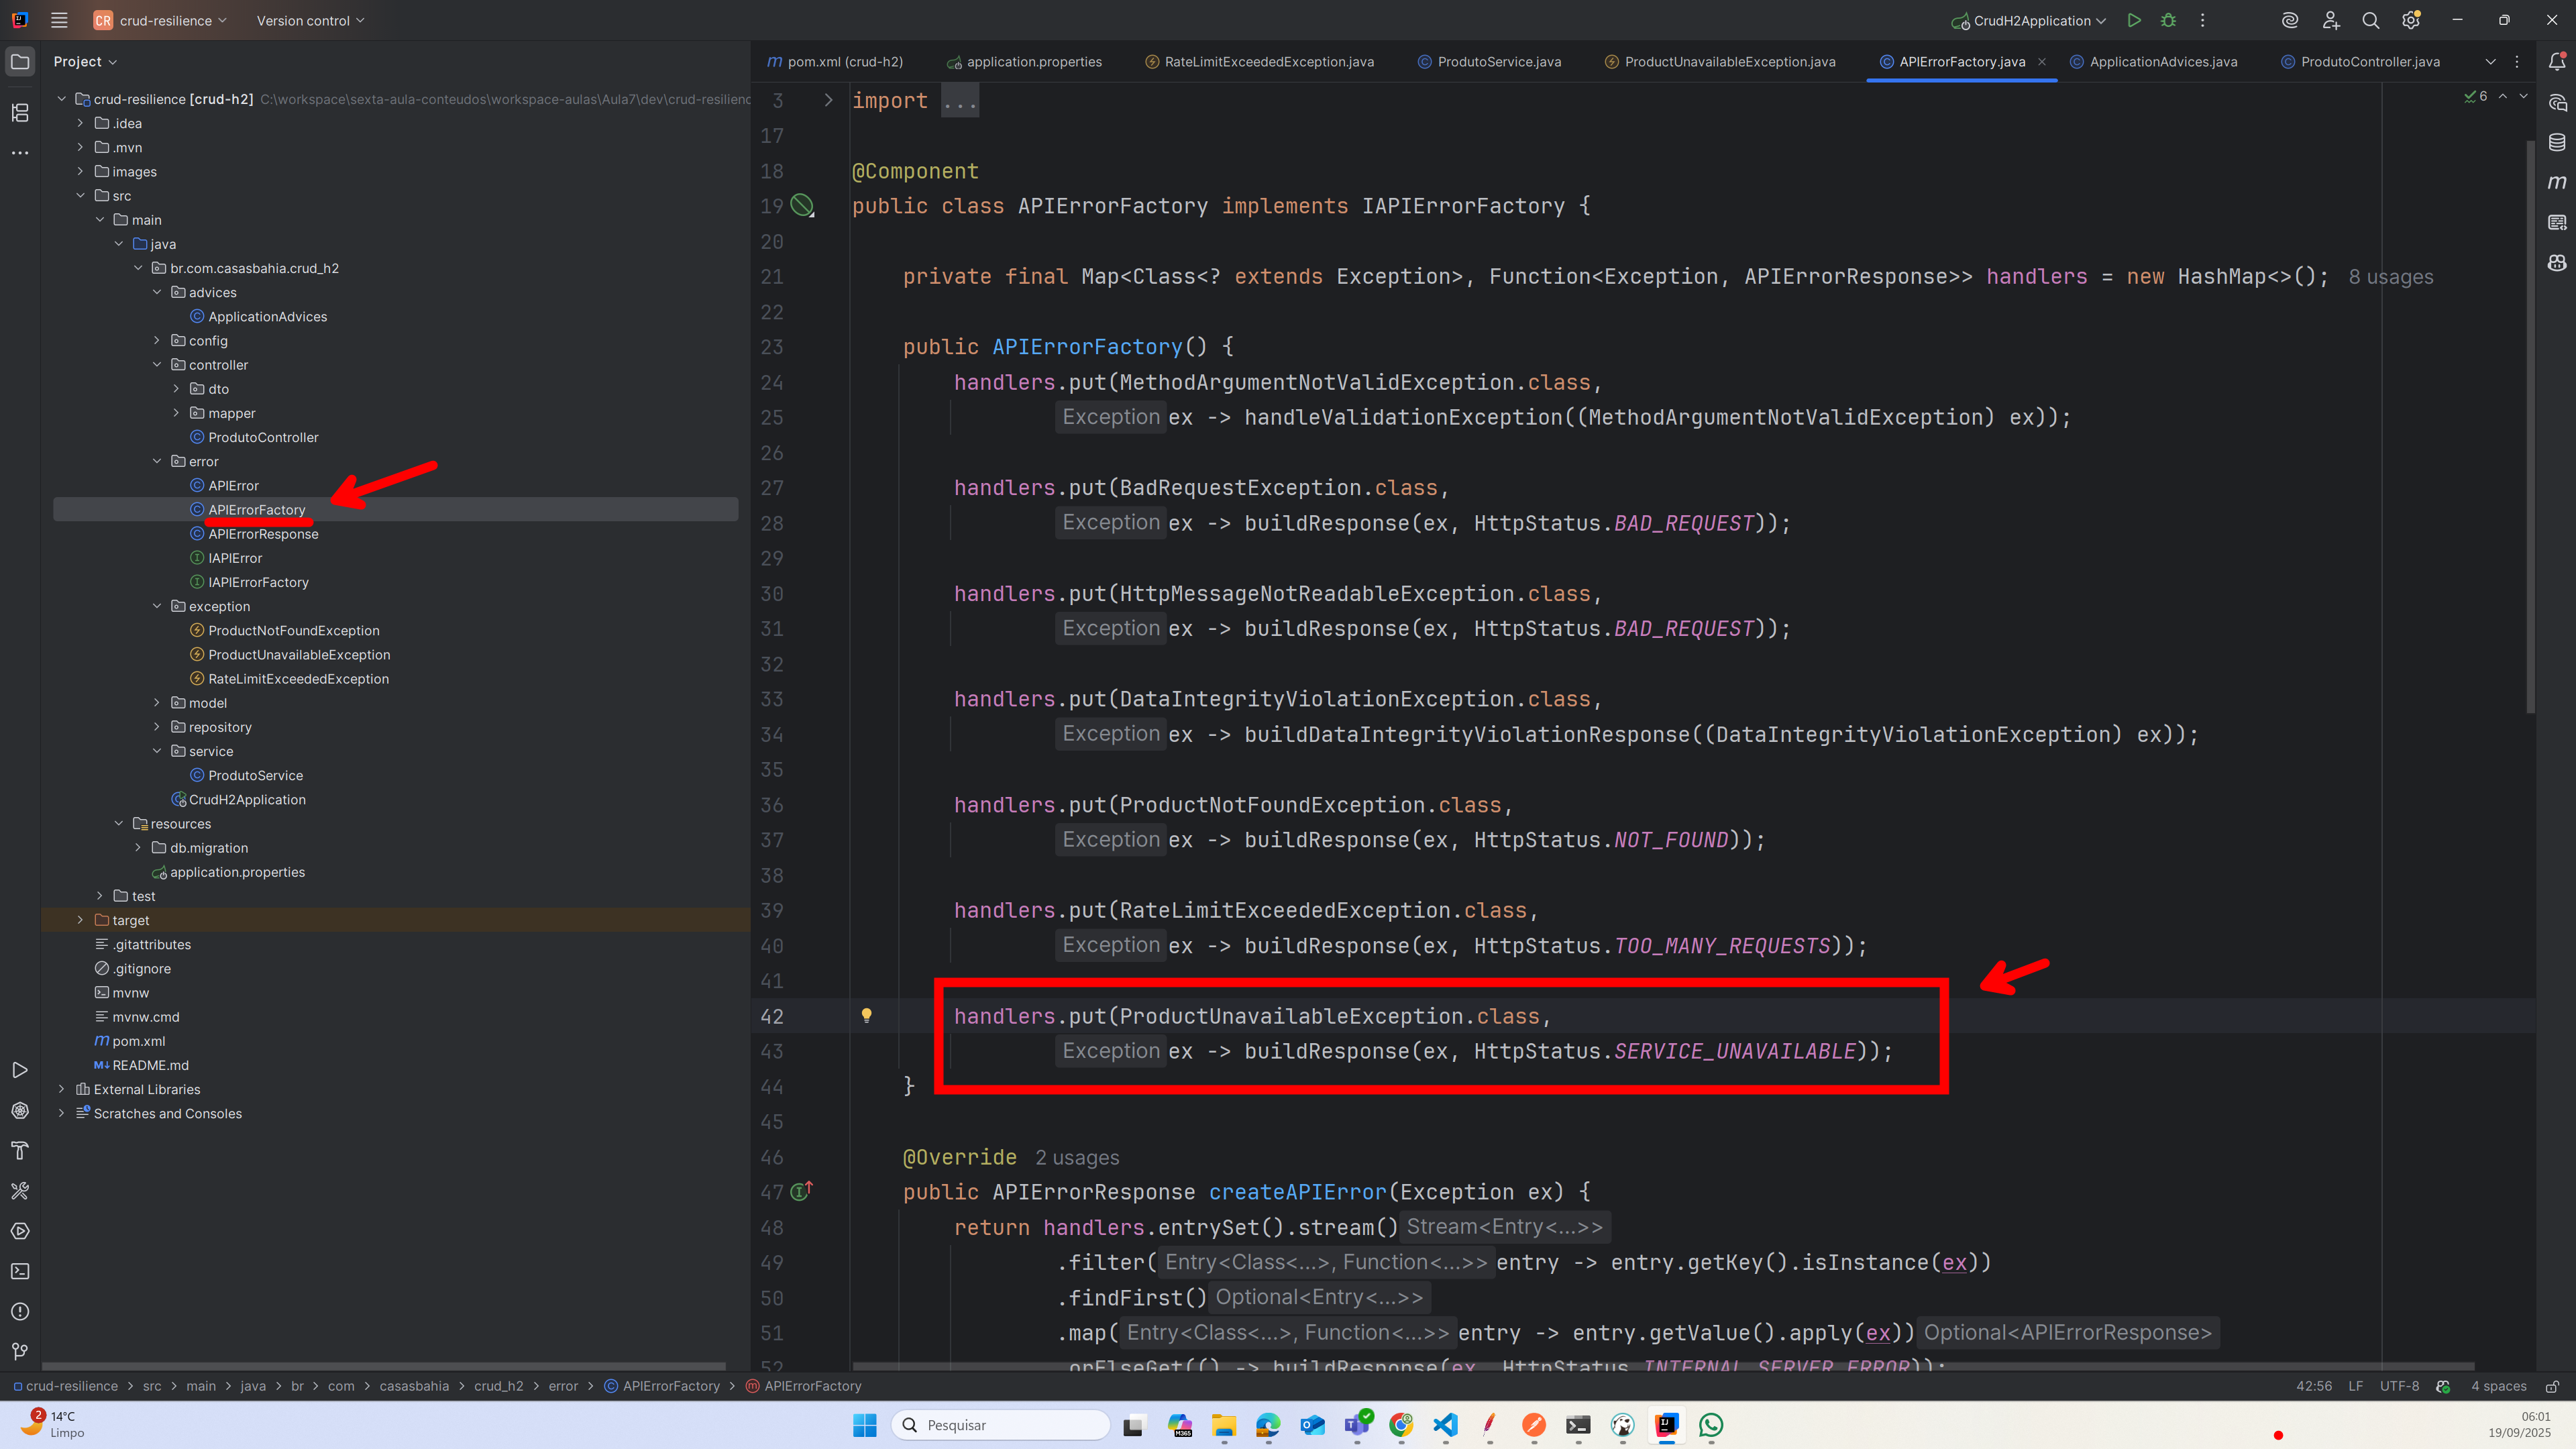 CR crud-resilience Version control CrudH2Application
Project
crud-resilience [crud-h2] C:\workspace\sexta-aula-conteudos\workspace-aulas\Aula7\dev\crud-resilienc
.idea
.mvn
images
src
main
java
br.com.casasbahia.crud_h2
advices
ApplicationAdvices
config
controller
dto
mapper
ProdutoController
error
APIError
APIErrorFactory
APIErrorResponse
IAPIError
IAPIErrorFactory
exception
ProductNotFoundException
ProductUnavailableException
RateLimitExceededException
model
repository
service
ProdutoService
CrudH2Application
resources
db.migration
application.properties
test
target
.gitattributes
.gitignore
mvnw
mvnw.cmd
m pom.xml
M↓ README.md
External Libraries
Scratches and Consoles
m pom.xml (crud-h2) application.properties RateLimitExceededException.java ProdutoService.java ProductUnavailableException.java APIErrorFactory.java ApplicationAdvices.java ProdutoController.java
3 import ... 6
17
18 @Component
19 public class APIErrorFactory implements IAPIErrorFactory {
20
21 private final Map<Class<? extends Exception>, Function<Exception, APIErrorResponse>> handlers = new HashMap<>(); 8 usages
22
23 public APIErrorFactory() {
24 handlers.put(MethodArgumentNotValidException.class,
25 Exception ex -> handleValidationException((MethodArgumentNotValidException) ex));
26
27 handlers.put(BadRequestException.class,
28 Exception ex -> buildResponse(ex, HttpStatus.BAD_REQUEST));
29
30 handlers.put(HttpMessageNotReadableException.class,
31 Exception ex -> buildResponse(ex, HttpStatus.BAD_REQUEST));
32
33 handlers.put(DataIntegrityViolationException.class,
34 Exception ex -> buildDataIntegrityViolationResponse((DataIntegrityViolationException) ex));
35
36 handlers.put(ProductNotFoundException.class,
37 Exception ex -> buildResponse(ex, HttpStatus.NOT_FOUND));
38
39 handlers.put(RateLimitExceededException.class,
40 Exception ex -> buildResponse(ex, HttpStatus.TOO_MANY_REQUESTS));
41
42 handlers.put(ProductUnavailableException.class,
43 Exception ex -> buildResponse(ex, HttpStatus.SERVICE_UNAVAILABLE));
44 }
45
46 @Override 2 usages
47 public APIErrorResponse createAPIError(Exception ex) {
48 return handlers.entrySet().stream() Stream<Entry<...>>
49 .filter( Entry<Class<...>, Function<...>> entry -> entry.getKey().isInstance(ex))
50 .findFirst() Optional<Entry<...>>
51 .map( Entry<Class<...>, Function<...>> entry -> entry.getValue().apply(ex)) Optional<APIErrorResponse>
52 .orElseGet(() -> buildResponse(ex, HttpStatus.INTERNAL_SERVER_ERROR));
crud-resilience > src > main > java > br > com > casasbahia > crud_h2 > error > APIErrorFactory > APIErrorFactory 42:56 LF UTF-8 4 spaces
2 14°C
Limpo
Pesquisar
M365
06:01
19/09/2025